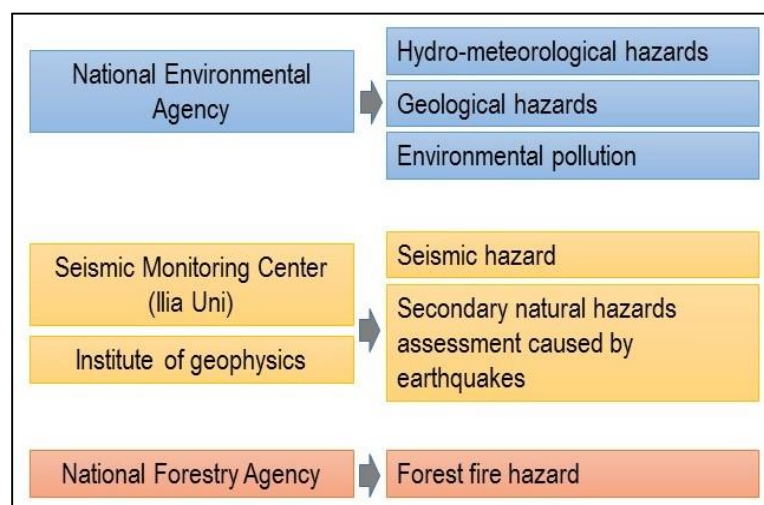 National Environmental
Agency
Hydro-meteorological hazards
Geological hazards
Environmental pollution
Seismic Monitoring Center
(Ilia Uni)
Institute of geophysics
Seismic hazard
Secondary natural hazards
assessment caused by
earthquakes
National Forestry Agency
Forest fire hazard